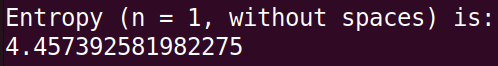 Entropy (n = 1, without spaces) is:
4.457392581982275